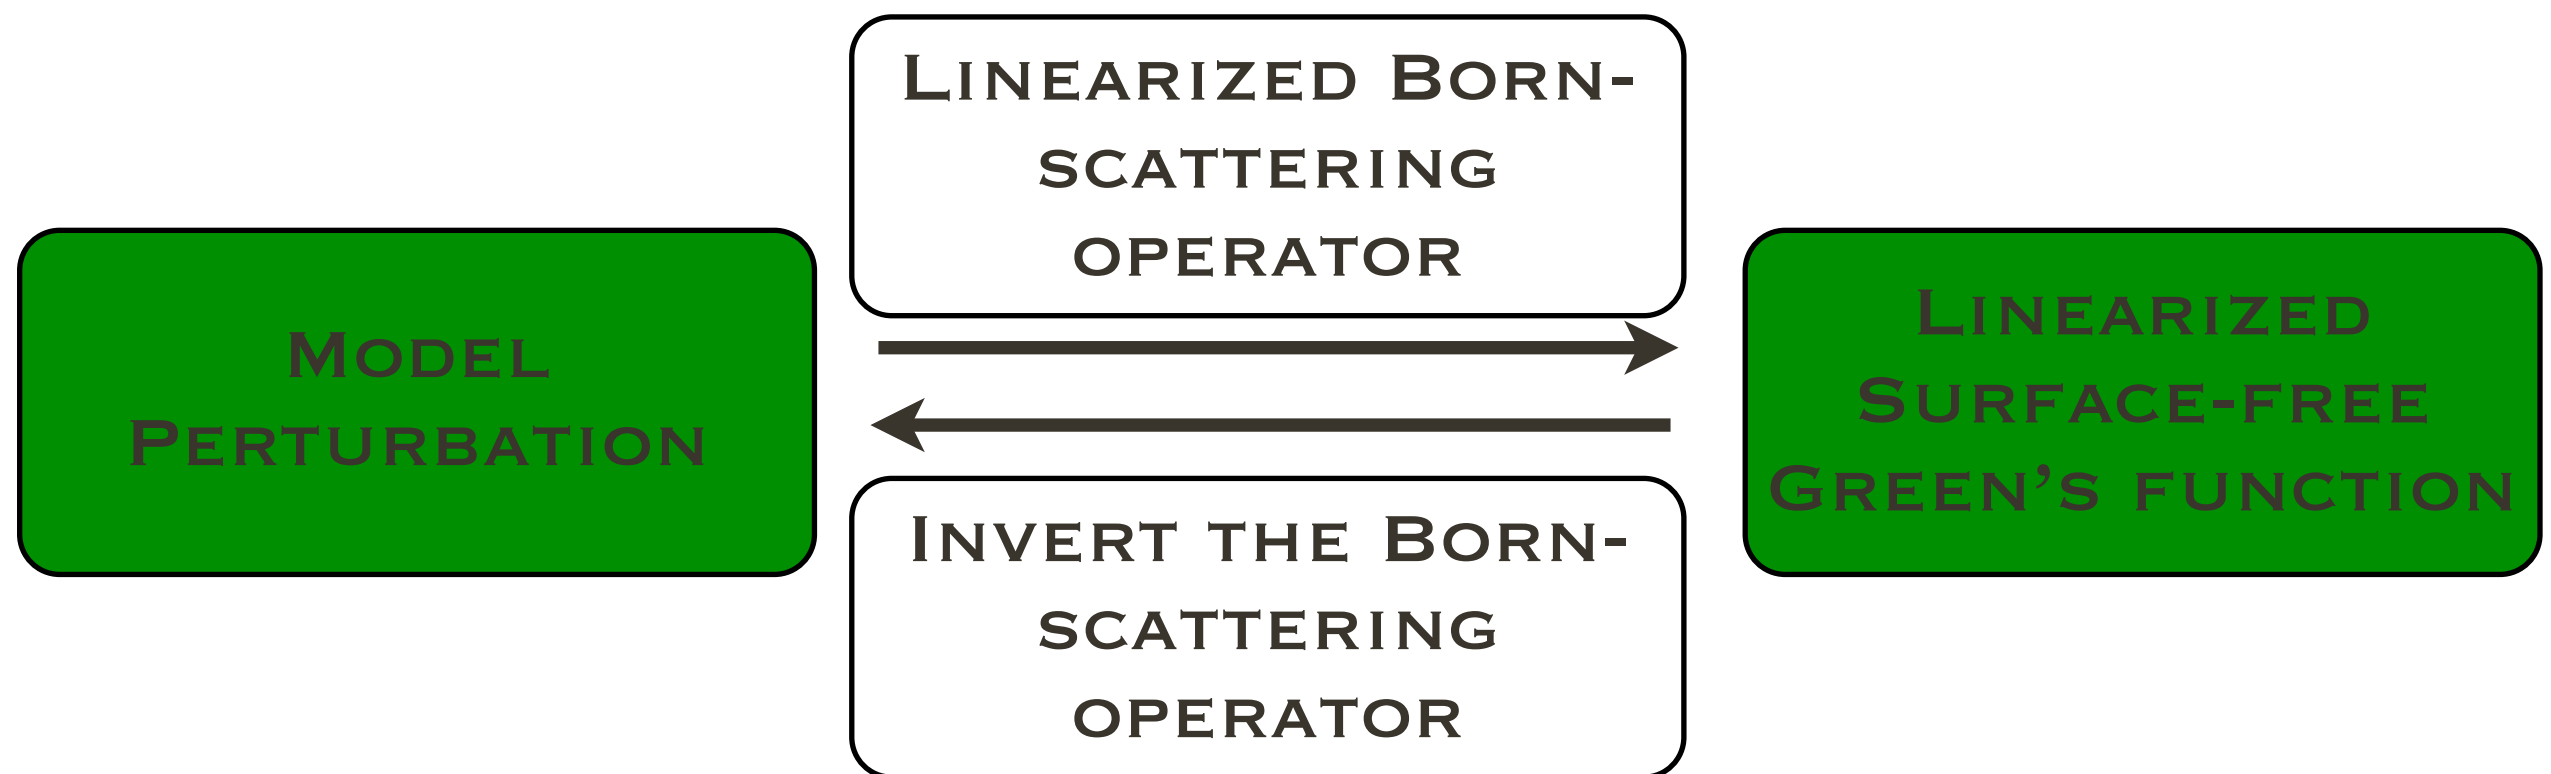 Linearized Born-
scattering
operator
Model
Perturbation
Linearized
Surface-free
Green’s function
Invert the Born-
scattering
operator